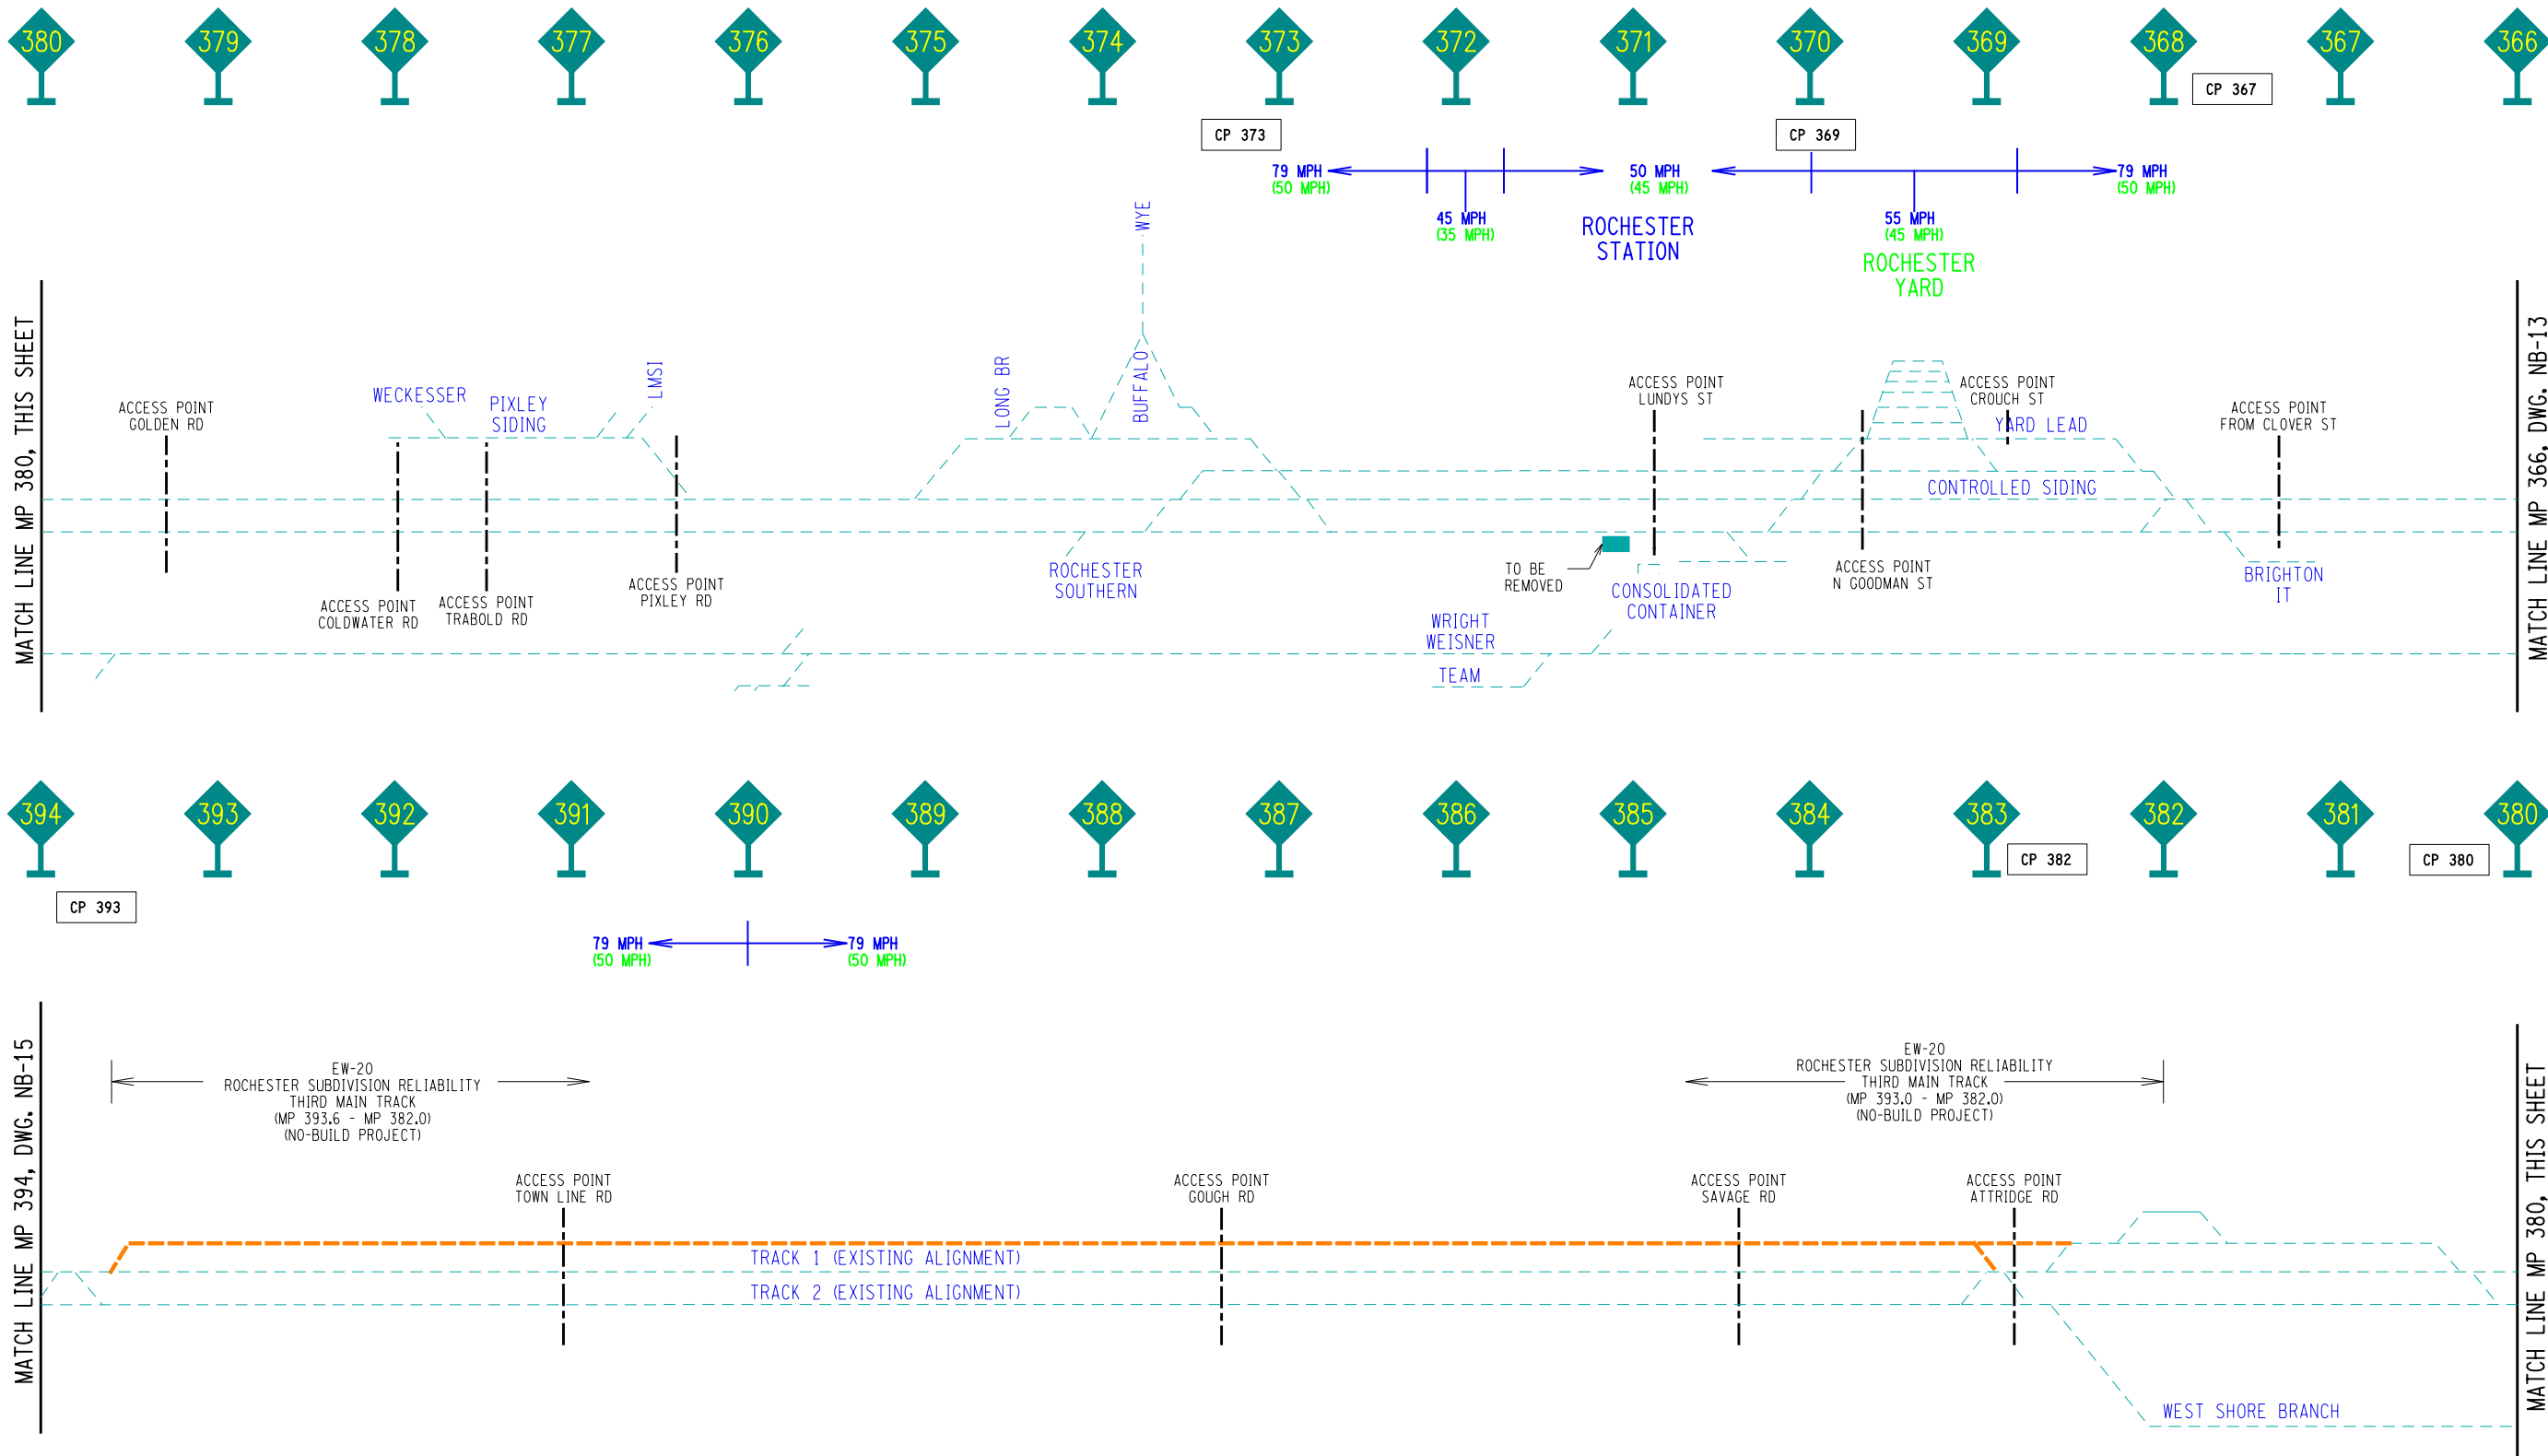 380 379 378 377 376 375 374 373 372 371 370 369 368 367 366
CP 367
CP 373
CP 369
79 MPH
(50 MPH)
45 MPH
(35 MPH)
50 MPH
(45 MPH)
55 MPH
(45 MPH)
79 MPH
(50 MPH)
ROCHESTER
STATION
ROCHESTER
YARD
MATCH LINE MP 380, THIS SHEET
MATCH LINE MP 366, DWG. NB-13
ACCESS POINT
GOLDEN RD
WECKESSER
PIXLEY
SIDING
LMSI
LONG BR
WYE
BUFFALO
ACCESS POINT
LUNDYS ST
ACCESS POINT
CROUCH ST
YARD LEAD
ACCESS POINT
FROM CLOVER ST
CONTROLLED SIDING
ACCESS POINT
COLDWATER RD
ACCESS POINT
TRABOLD RD
ACCESS POINT
PIXLEY RD
ROCHESTER
SOUTHERN
TO BE
REMOVED
CONSOLIDATED
CONTAINER
ACCESS POINT
N GOODMAN ST
BRIGHTON
IT
WRIGHT
WEISNER
TEAM
394 393 392 391 390 389 388 387 386 385 384 383 382 381 380
CP 393
CP 382
CP 380
79 MPH
(50 MPH)
79 MPH
(50 MPH)
MATCH LINE MP 394, DWG. NB-15
MATCH LINE MP 380, THIS SHEET
EW-20
ROCHESTER SUBDIVISION RELIABILITY
THIRD MAIN TRACK
(MP 393.6 - MP 382.0)
(NO-BUILD PROJECT)
EW-20
ROCHESTER SUBDIVISION RELIABILITY
THIRD MAIN TRACK
(MP 393.0 - MP 382.0)
(NO-BUILD PROJECT)
ACCESS POINT
TOWN LINE RD
ACCESS POINT
GOUGH RD
ACCESS POINT
SAVAGE RD
ACCESS POINT
ATTRIDGE RD
TRACK 1 (EXISTING ALIGNMENT)
TRACK 2 (EXISTING ALIGNMENT)
WEST SHORE BRANCH